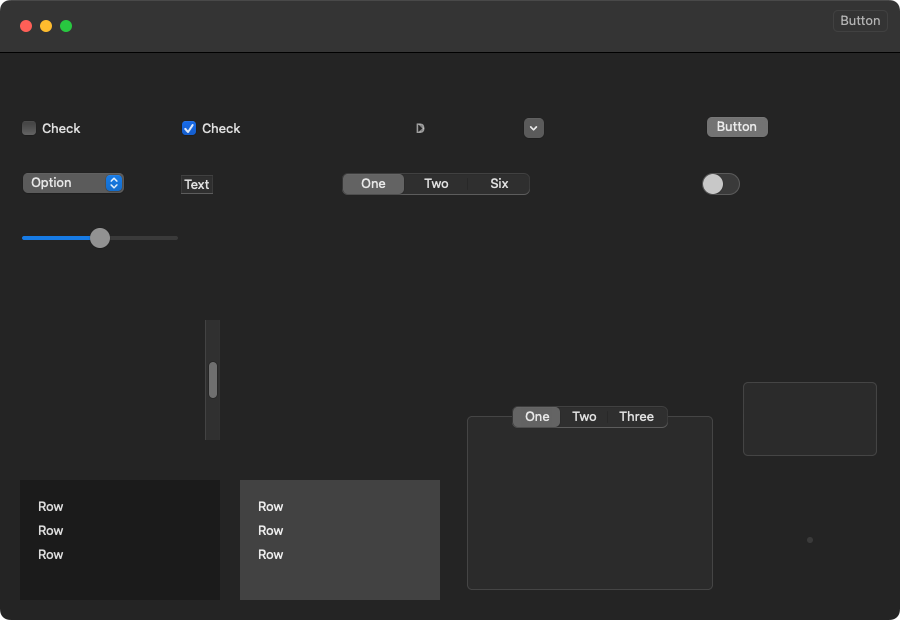 Button
Check
Check
D
Button
Option
Text
One
Two
Six
One
Two
Three
Row
Row
Row
Row
Row
Row